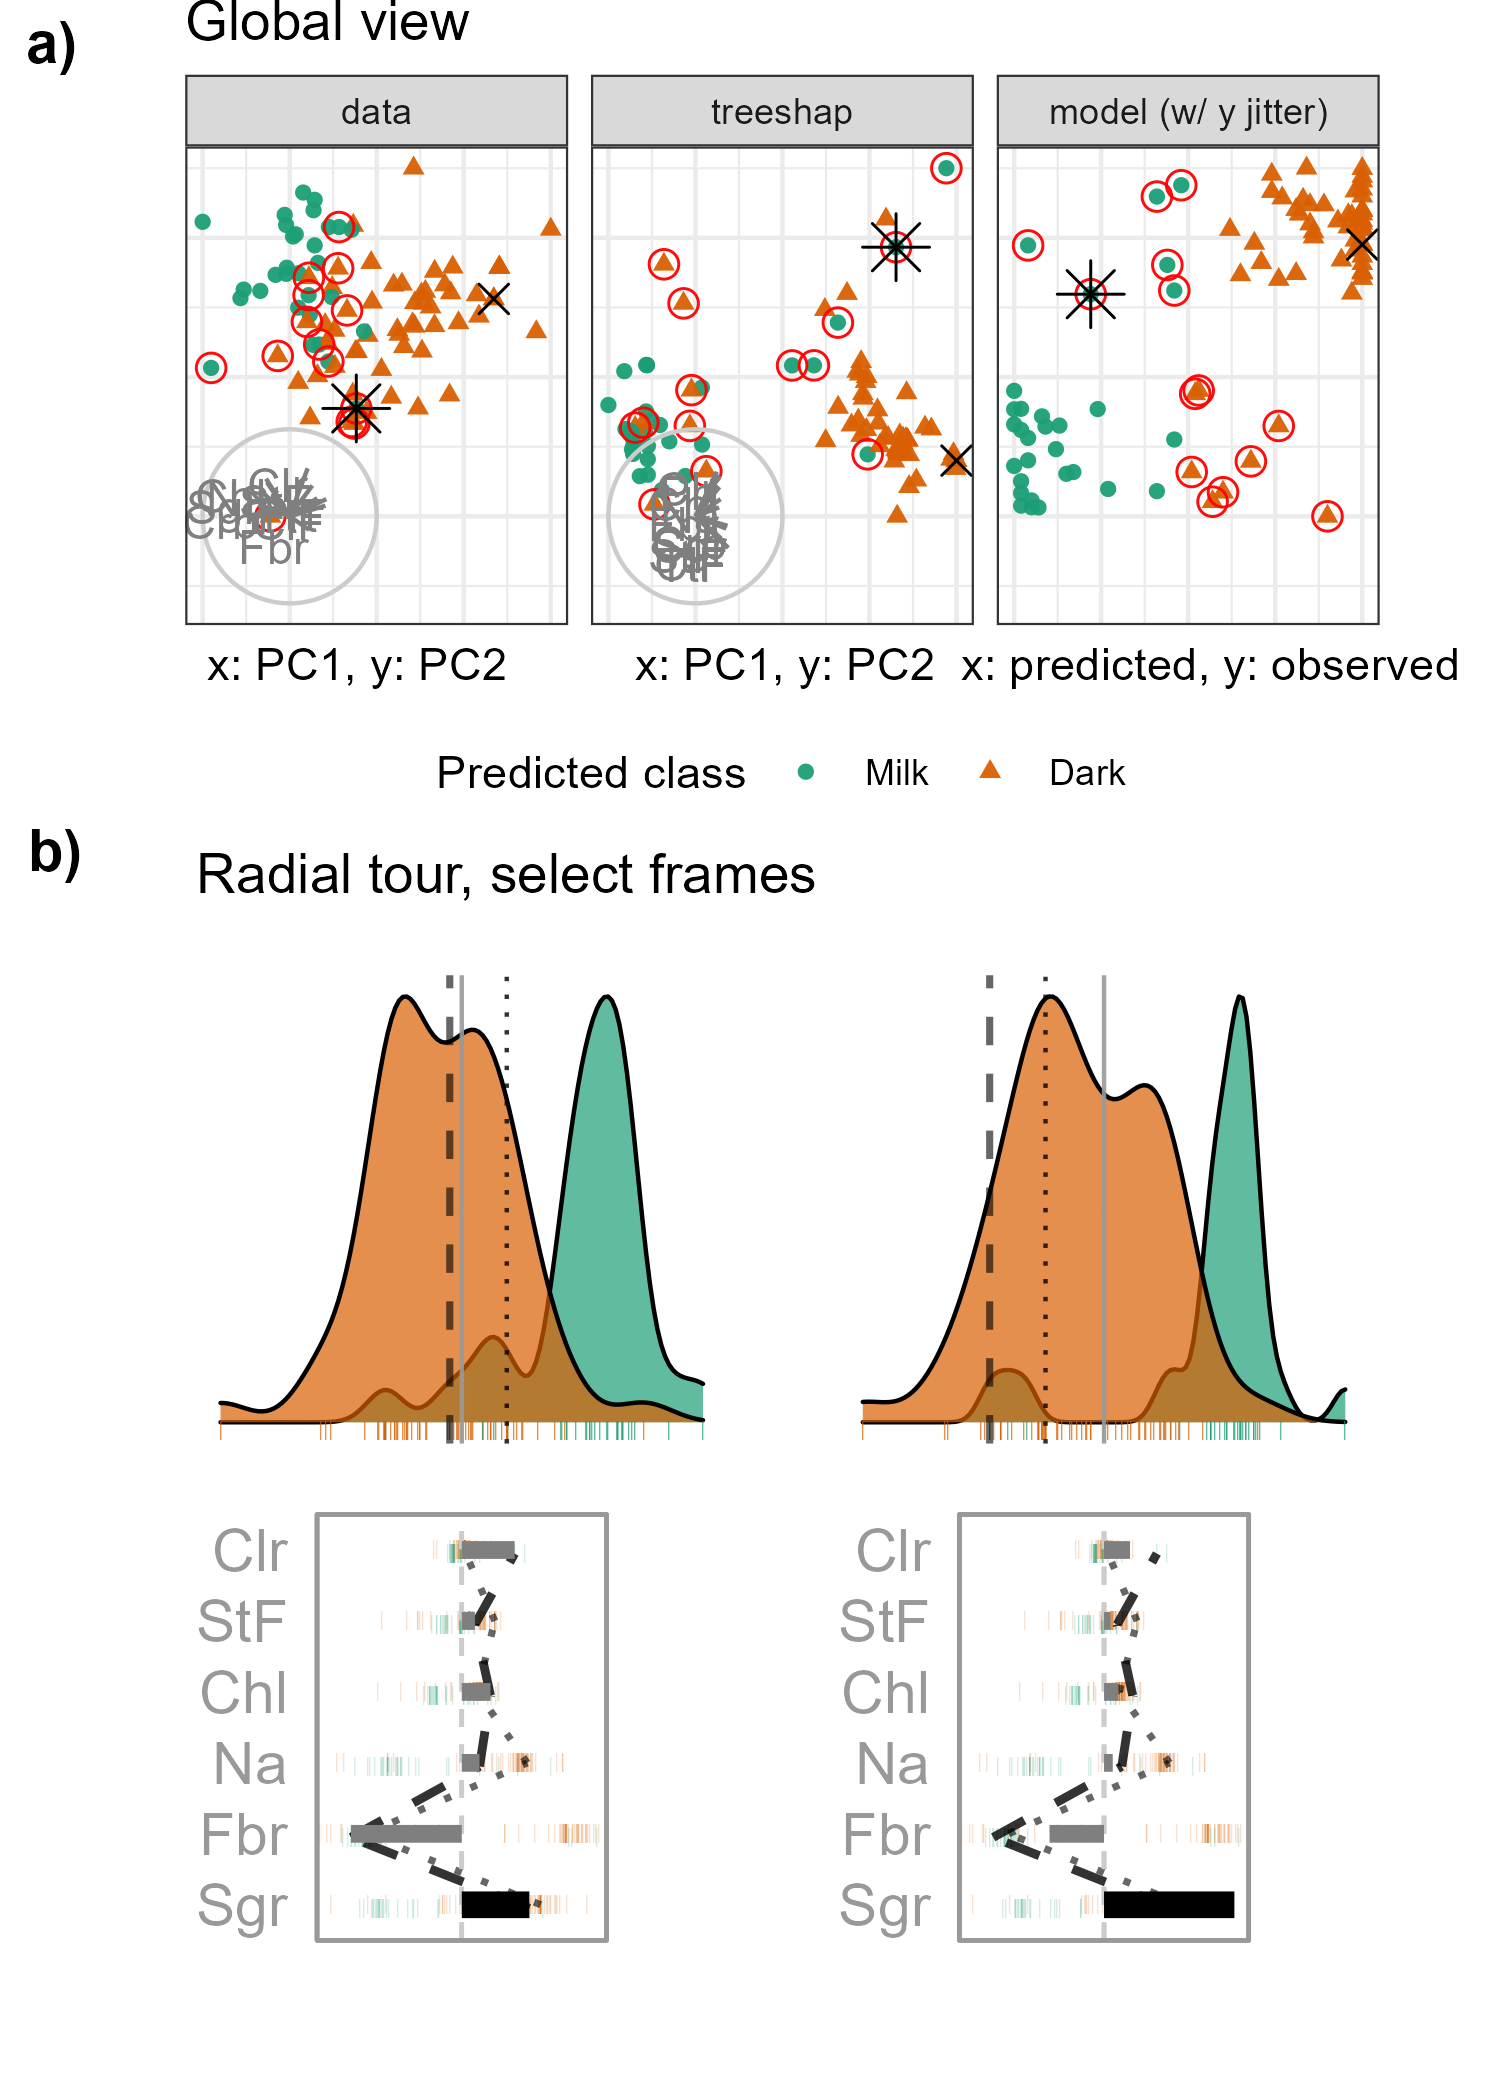 a)
Global view
data
treeshap
model (w/ y jitter)
Fbr
x: PC1, y: PC2
x: PC1, y: PC2
x: predicted, y: observed
Predicted class
Milk
Dark
b)
Radial tour, select frames
Clr
StF
Chl
Na
Fbr
Sgr
Clr
StF
Chl
Na
Fbr
Sgr